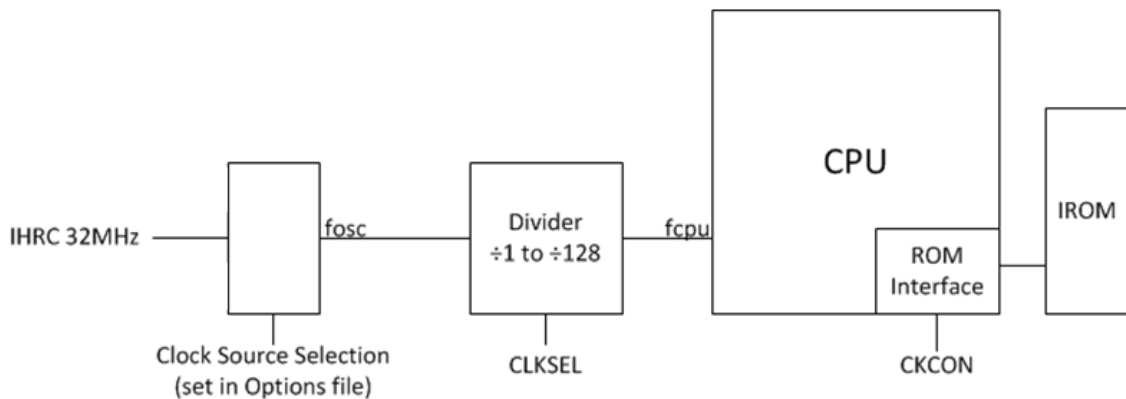 CPU
IROM
IHRC 32MHz
fosc
Divider
÷1 to ÷128
fcpu
ROM
Interface
Clock Source Selection
(set in Options file)
CLKSEL
CKCON